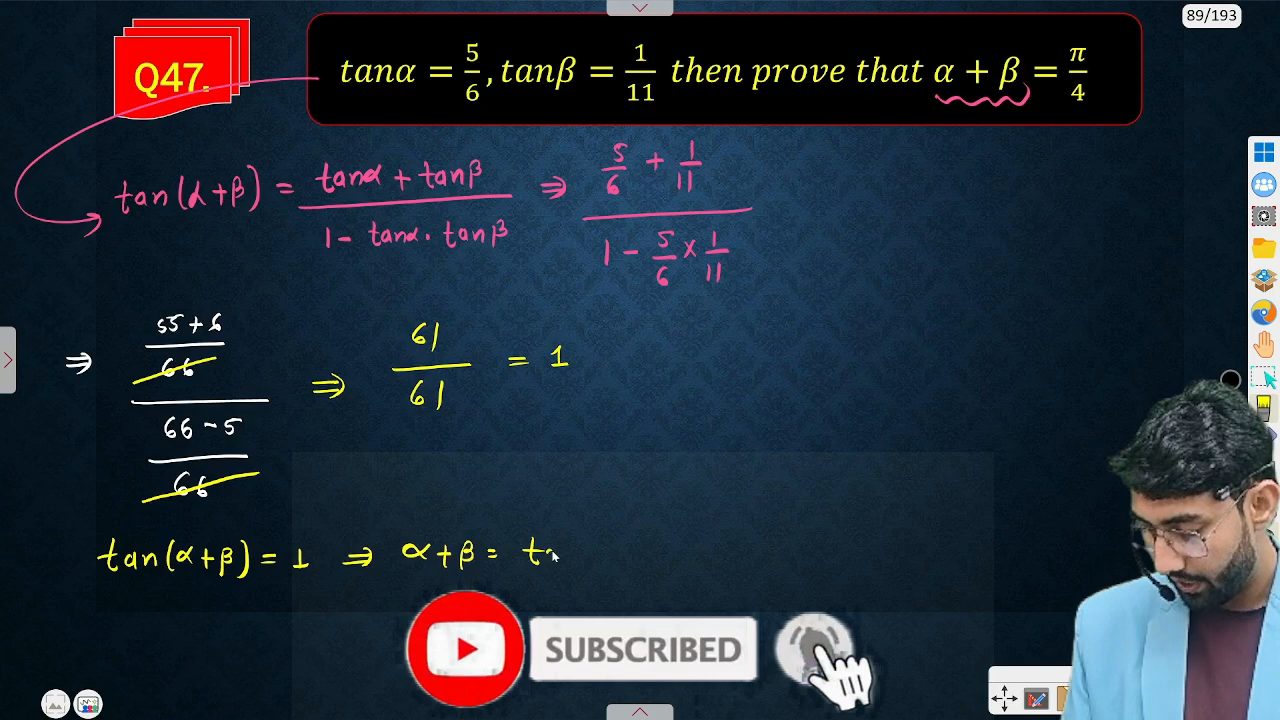 89/193
Q47.
tanα = 5/6, tanβ = 1/11 then prove that α + β = π/4
tan(α+β) = (tanα + tanβ)/(1 - tanα . tanβ) ⇒ (5/6 + 1/11)/(1 - 5/6 × 1/11)
⇒ ((55+6)/66)/((66-5)/66) ⇒ 61/61 = 1
tan(α+β) = 1 ⇒ α+β = ta
SUBSCRIBED